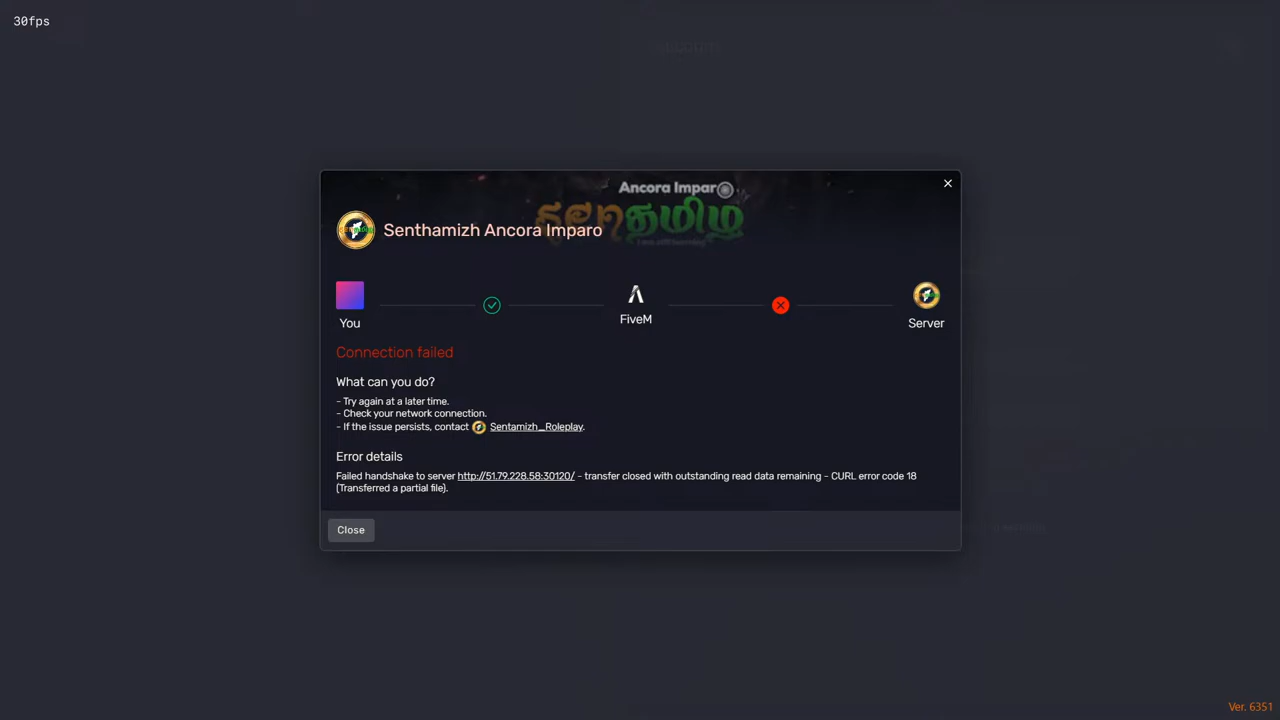 30fps
Ancora Imparo
செந்தமிழ்
Senthamizh Ancora Imparo
You
FiveM
Server
Connection failed
What can you do?
- Try again at a later time.
- Check your network connection.
- If the issue persists, contact Sentamizh_Roleplay.
Error details
Failed handshake to server http://51.79.228.58:30120/ - transfer closed with outstanding read data remaining - CURL error code 18
(Transferred a partial file).
Close
Ver. 6351